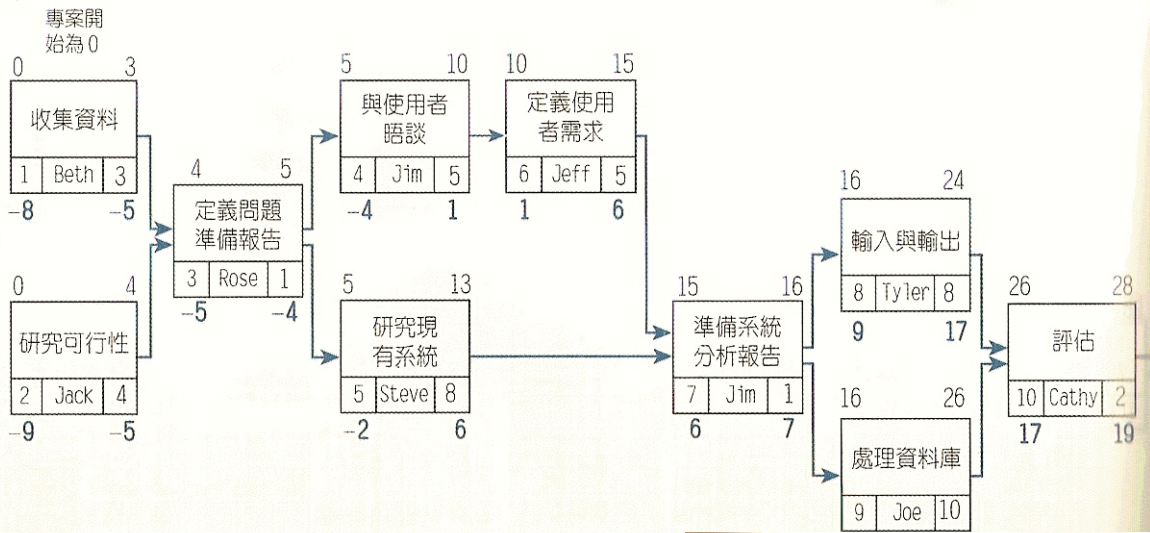 專案開
始為0
0 3
收集資料
1 Beth 3
-8 -5
0 4
研究可行性
2 Jack 4
-9 -5
4 5
定義問題
準備報告
3 Rose 1
-5 -4
5 10
與使用者
晤談
4 Jim 5
-4 1
10 15
定義使用
者需求
6 Jeff 5
1 6
5 13
研究現
有系統
5 Steve 8
-2 6
15 16
準備系統
分析報告
7 Jim 1
6 7
16 24
輸入與輸出
8 Tyler 8
9 17
16 26
處理資料庫
9 Joe 10
26 28
評估
10 Cathy 2
17 19